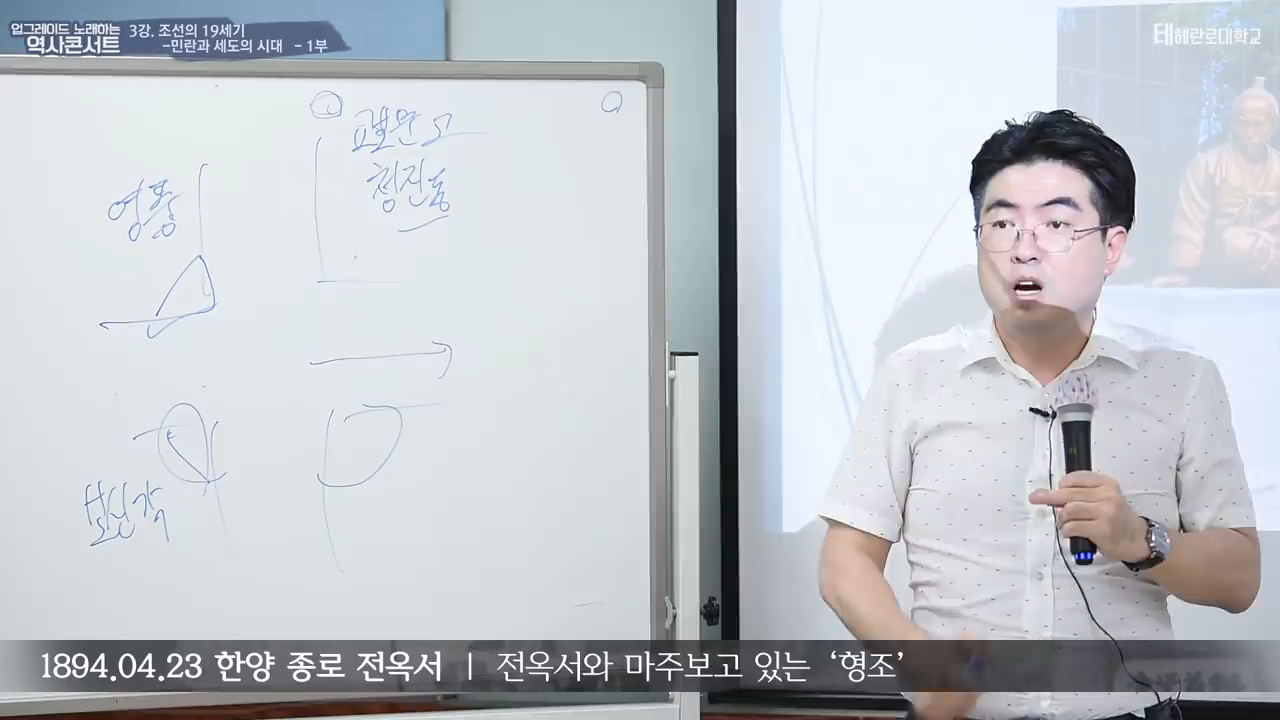 업그레이드 노래하는
역사콘서트
3강. 조선의 19세기
-민란과 세도의 시대 - 1부
테헤란로대학교
교보문고
청진동
영풍
보신각
1894.04.23 한양 종로 전옥서 | 전옥서와 마주보고 있는 ‘형조’